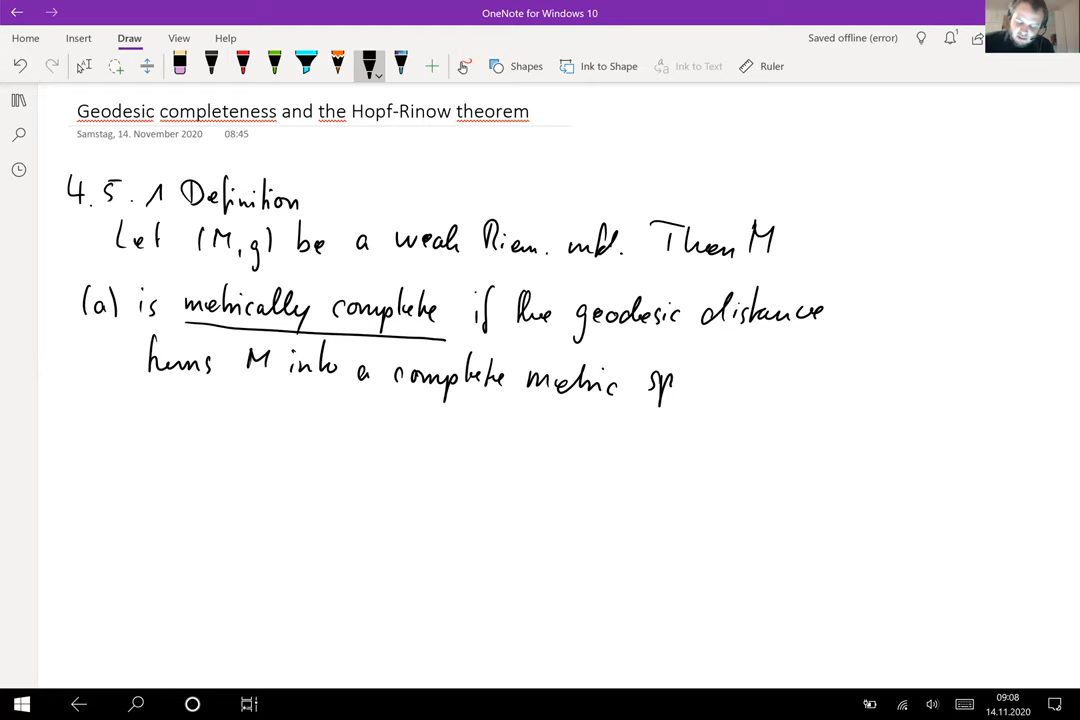 OneNote for Windows 10
Home Insert Draw View Help Saved offline (error)
Shapes Ink to Shape Ink to Text Ruler
Geodesic completeness and the Hopf-Rinow theorem
Samstag, 14. November 2020 08:45
4.5.1 Definition
Let (M,g) be a weak Riem. mfd. Then M
(a) is metrically complete if the geodesic distance
turns M into a complete metric sp
09:08
14.11.2020